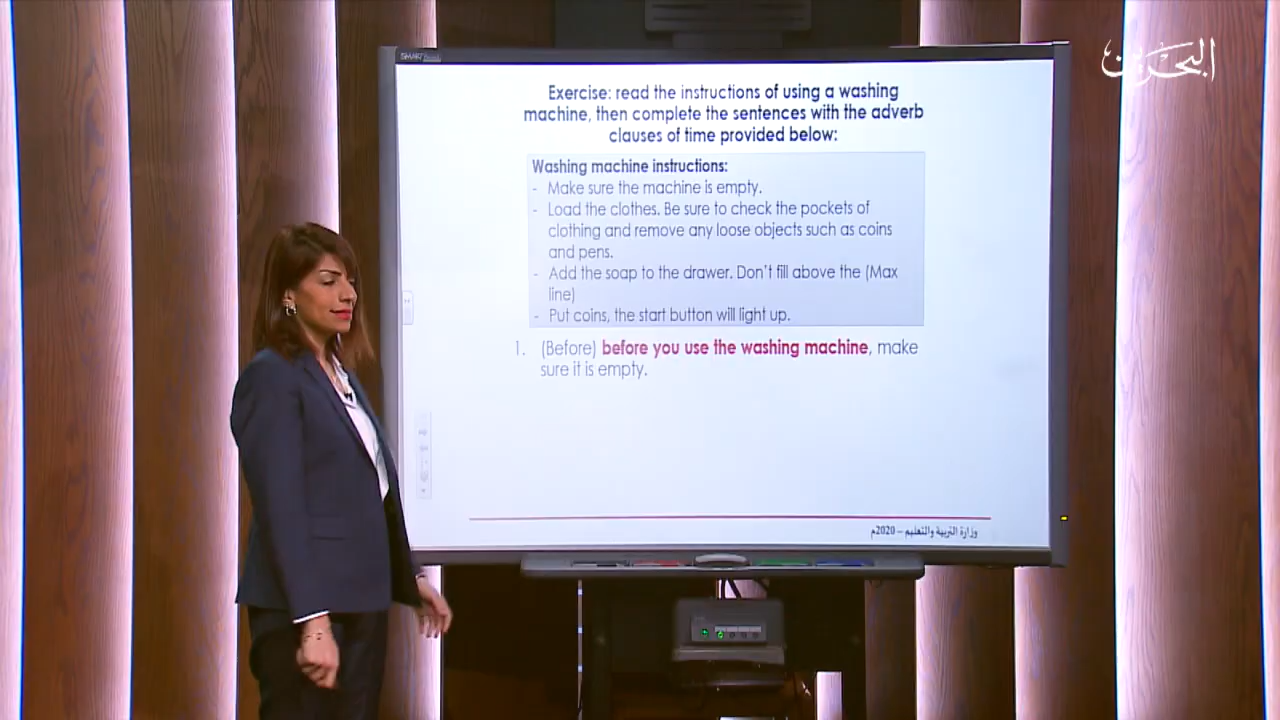 البحرين
SMART
Exercise: read the instructions of using a washing
machine, then complete the sentences with the adverb
clauses of time provided below:
Washing machine instructions:
- Make sure the machine is empty.
- Load the clothes. Be sure to check the pockets of
clothing and remove any loose objects such as coins
and pens.
- Add the soap to the drawer. Don't fill above the (Max
line)
- Put coins, the start button will light up.
1. (Before) before you use the washing machine, make
sure it is empty.
وزارة التربية والتعليم – 2020م